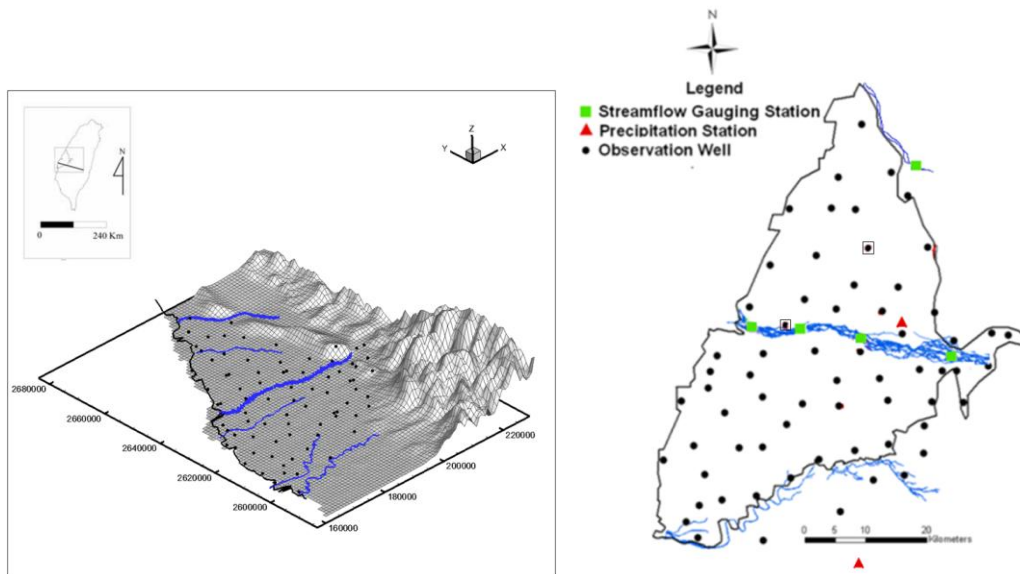 N
0 240 Km
Z
Y X
2680000
2660000
2640000
2620000
2600000
160000
180000
200000
220000
N
Legend
Streamflow Gauging Station
Precipitation Station
Observation Well
0 5 10 20
Kilometers